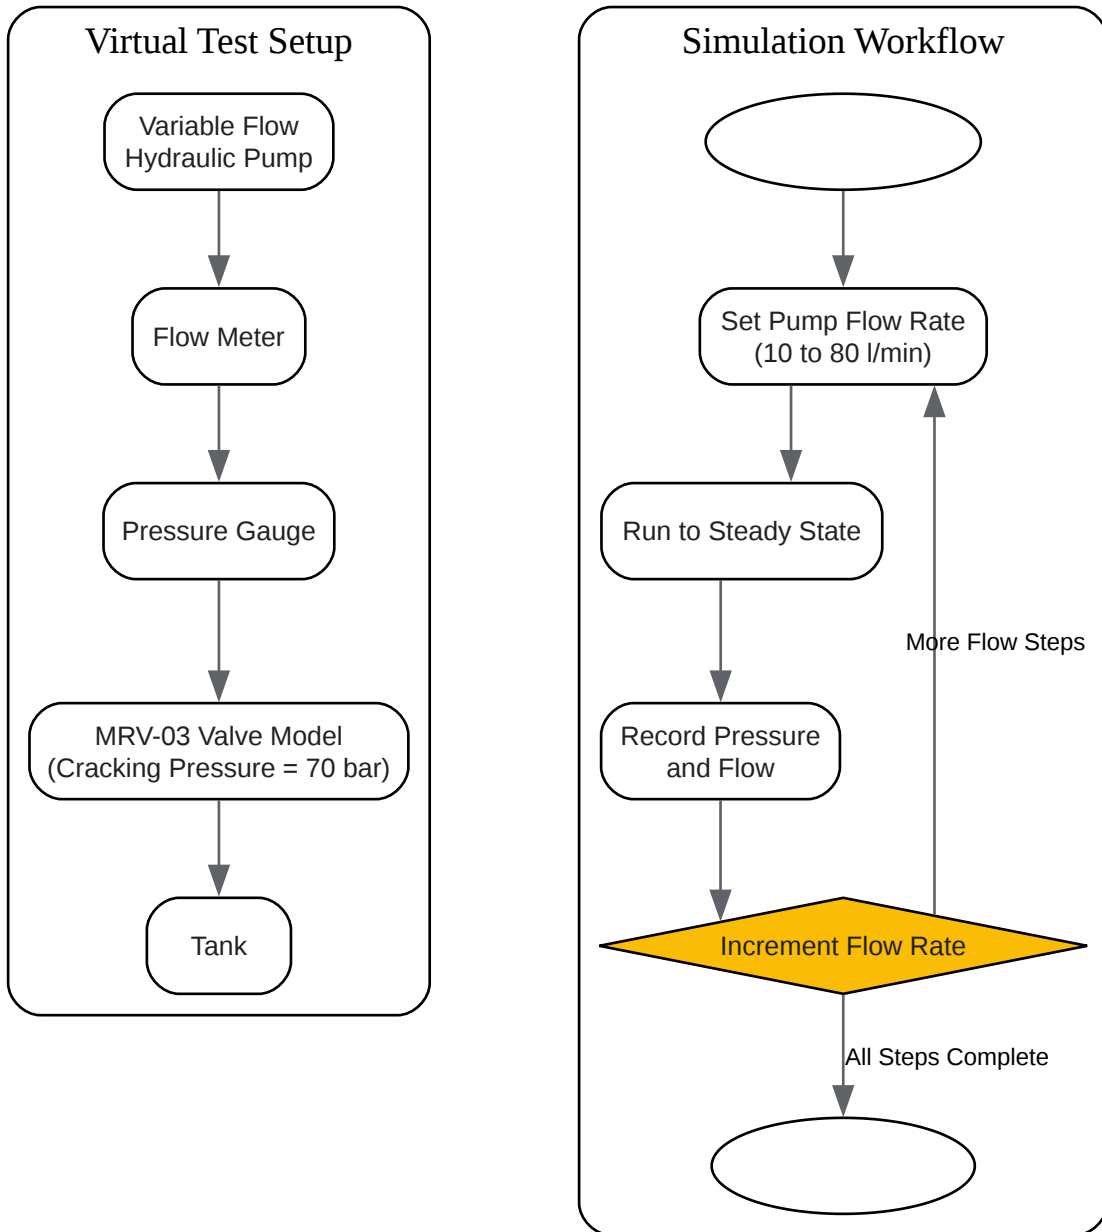 Virtual Test Setup
Variable Flow
Hydraulic Pump
Flow Meter
Pressure Gauge
MRV-03 Valve Model
(Cracking Pressure = 70 bar)
Tank
Simulation Workflow
Set Pump Flow Rate
(10 to 80 l/min)
Run to Steady State
More Flow Steps
Record Pressure
and Flow
Increment Flow Rate
All Steps Complete